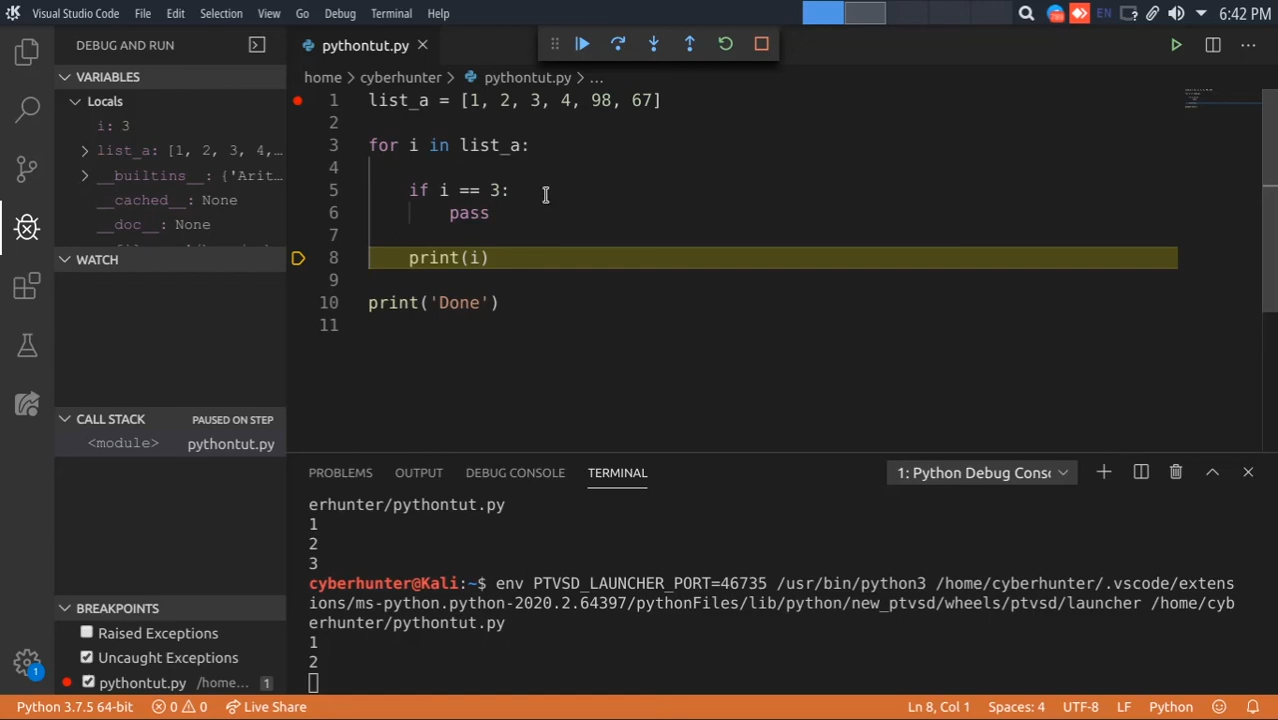 Visual Studio Code File Edit Selection View Go Debug Terminal Help
789 EN 6:42 PM
DEBUG AND RUN
pythontut.py
VARIABLES
home > cyberhunter > pythontut.py > ...
Locals
i: 3
list_a: [1, 2, 3, 4,...
__builtins__: {'Arit...
__cached__: None
__doc__: None
WATCH
CALL STACK PAUSED ON STEP
<module> pythontut.py
BREAKPOINTS
Raised Exceptions
Uncaught Exceptions
pythontut.py /home... 1
1 list_a = [1, 2, 3, 4, 98, 67]
2
3 for i in list_a:
4
5 if i == 3:
6 pass
7
8 print(i)
9
10 print('Done')
11
PROBLEMS OUTPUT DEBUG CONSOLE TERMINAL 1: Python Debug Consc
erhunter/pythontut.py
1
2
3
cyberhunter@Kali:~$ env PTVSD_LAUNCHER_PORT=46735 /usr/bin/python3 /home/cyberhunter/.vscode/extens
ions/ms-python.python-2020.2.64397/pythonFiles/lib/python/new_ptvsd/wheels/ptvsd/launcher /home/cyb
erhunter/pythontut.py
1
2
1
Python 3.7.5 64-bit 0 0 Live Share Ln 8, Col 1 Spaces: 4 UTF-8 LF Python